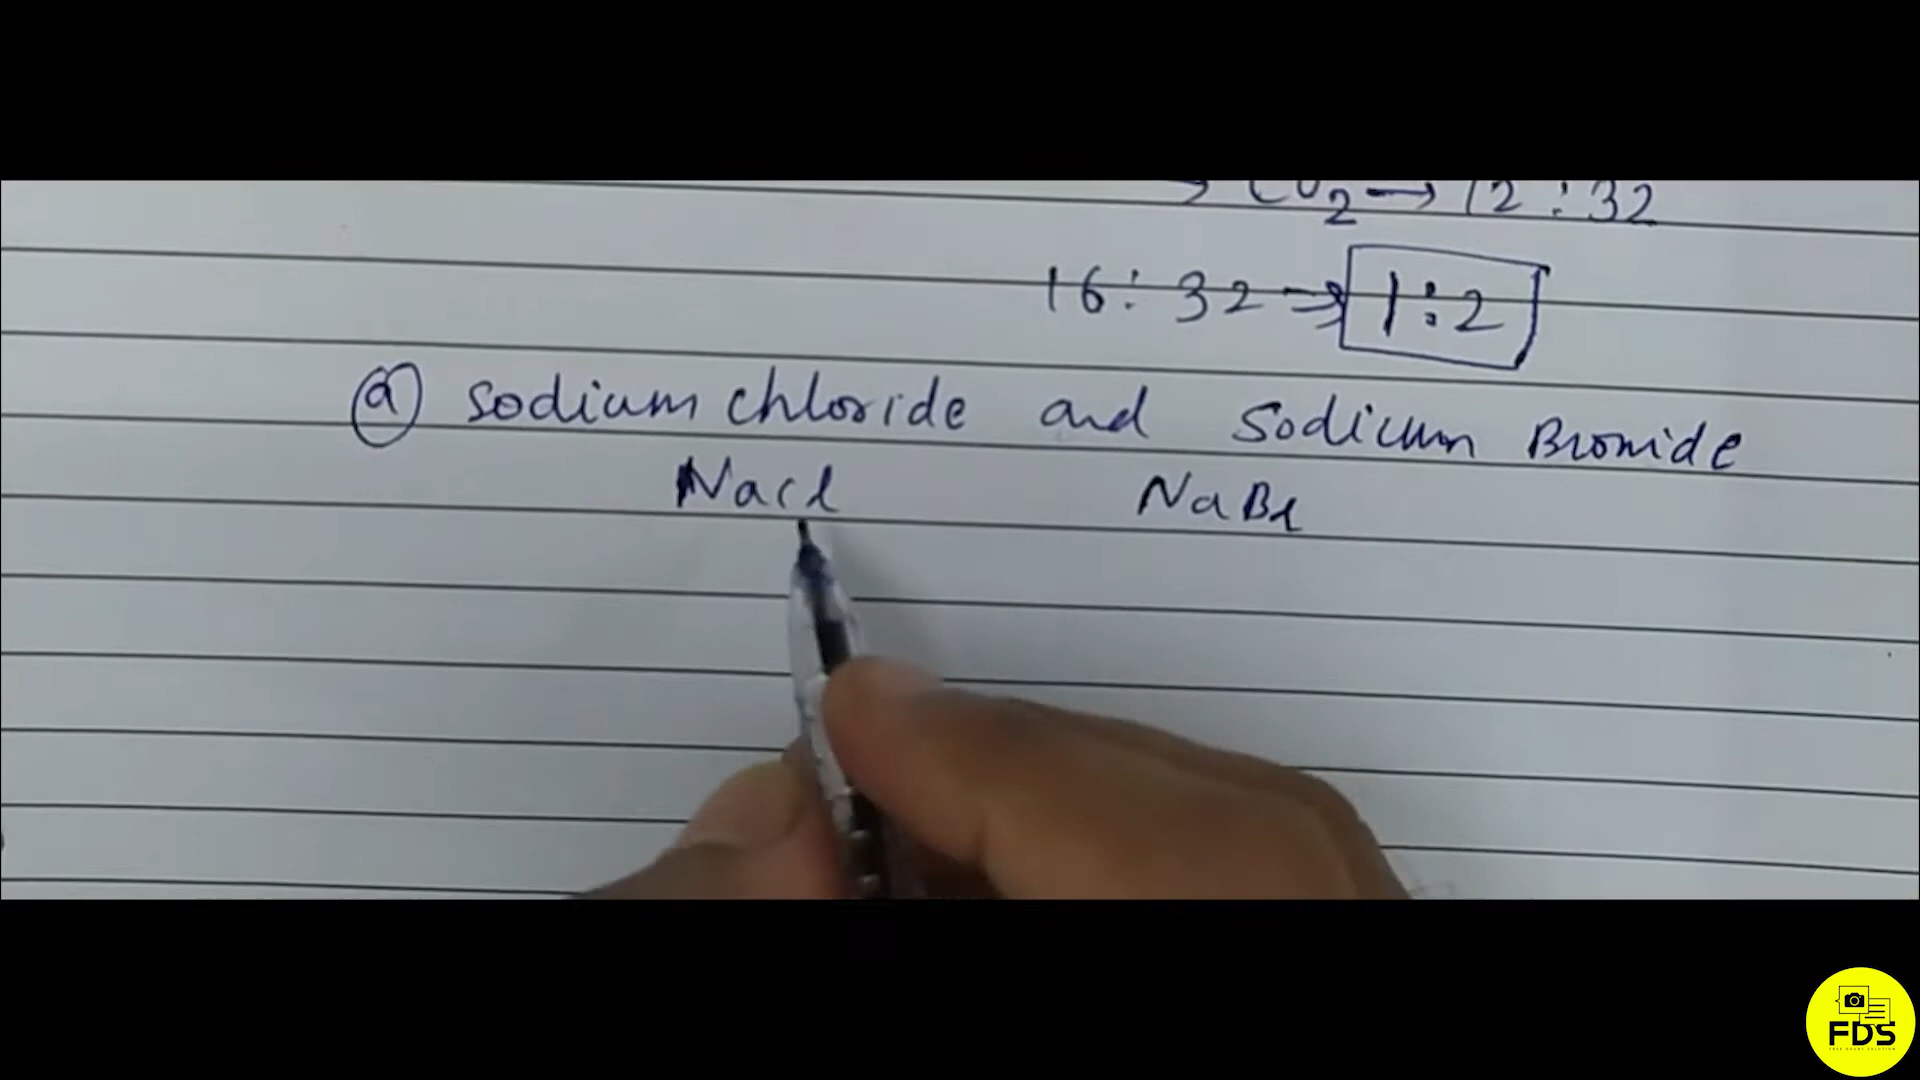 → CO2 → 12 : 32
16 : 32 ⇒ 1:2
(a) sodium chloride and Sodium Bromide
NaCl NaBr
FDS